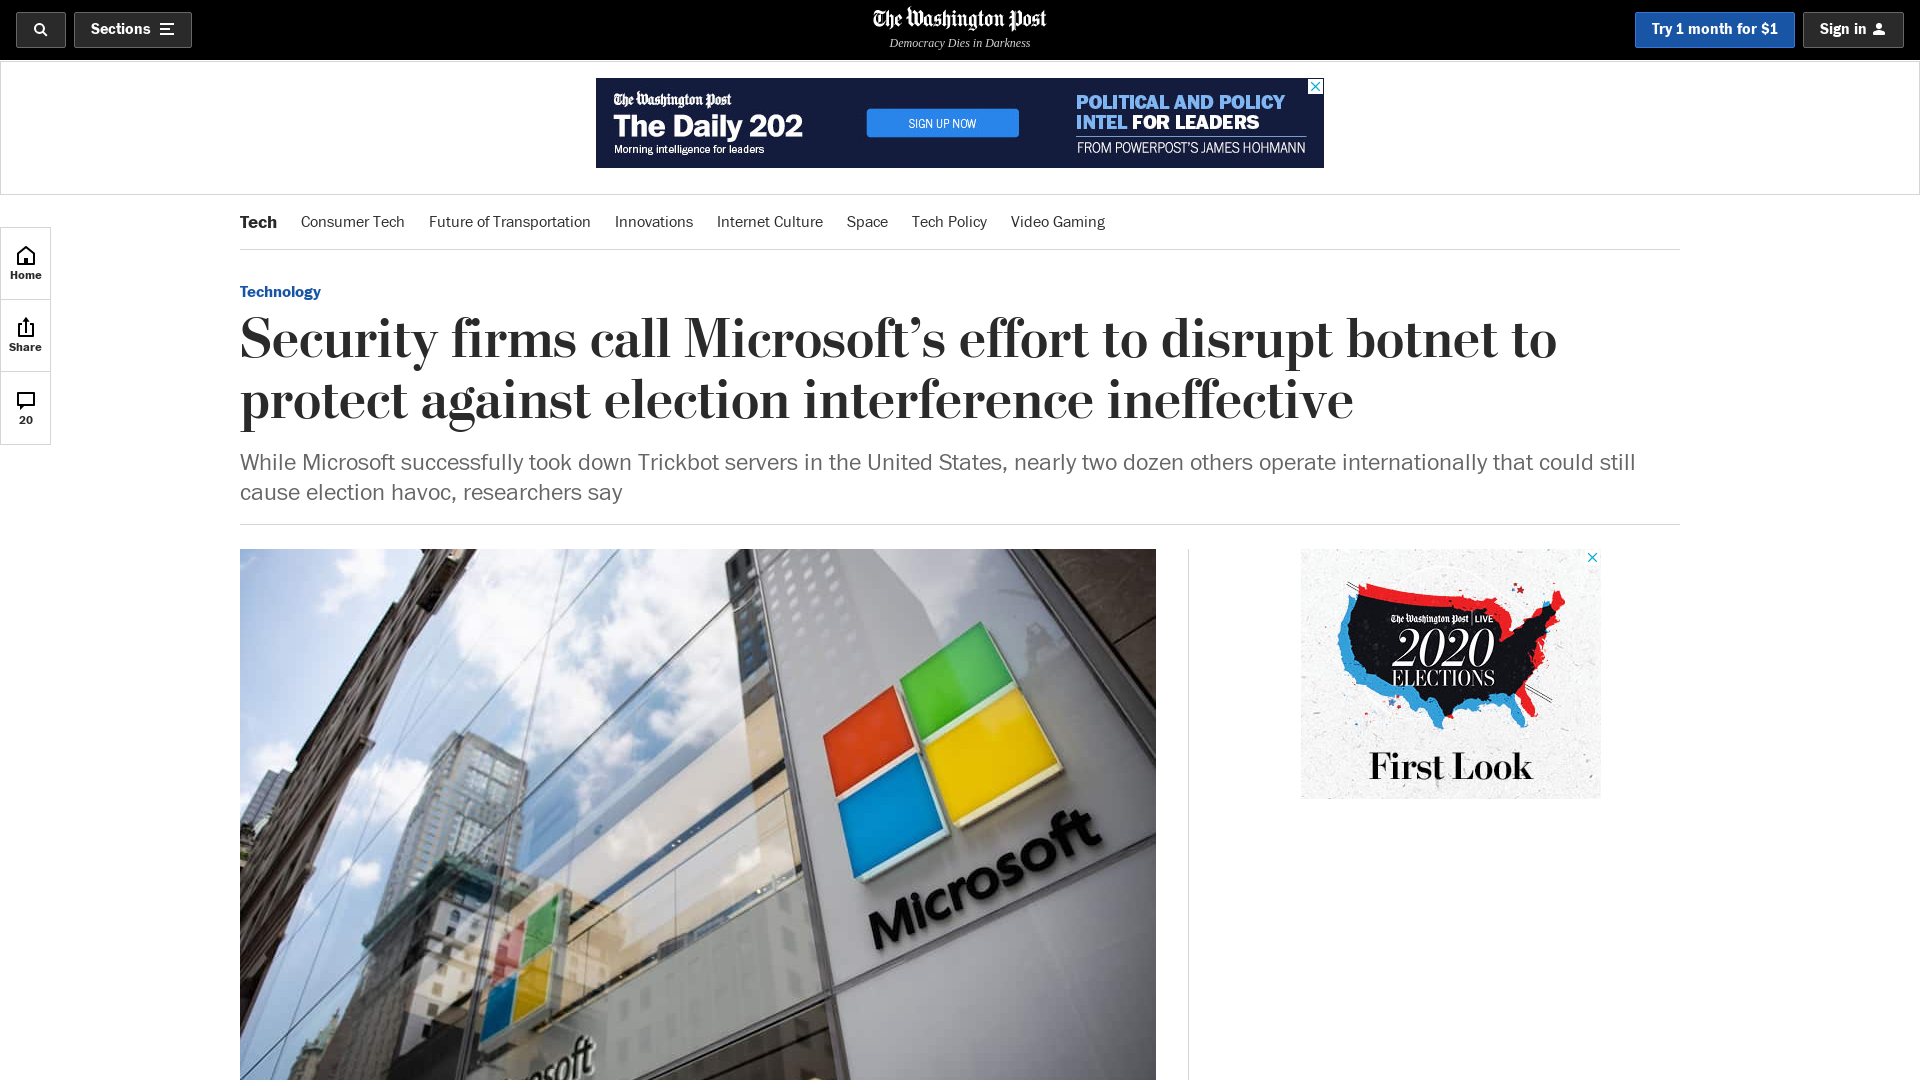 Sections
The Washington Post
Democracy Dies in Darkness
Try 1 month for $1
Sign in
The Washington Post
The Daily 202
Morning intelligence for leaders
SIGN UP NOW
POLITICAL AND POLICY
INTEL FOR LEADERS
FROM POWERPOST'S JAMES HOHMANN
Tech
Consumer Tech
Future of Transportation
Innovations
Internet Culture
Space
Tech Policy
Video Gaming
Home
Share
20
Technology
Security firms call Microsoft’s effort to disrupt botnet to
protect against election interference ineffective
While Microsoft successfully took down Trickbot servers in the United States, nearly two dozen others operate internationally that could still
cause election havoc, researchers say
Microsoft
osoft
The Washington Post LIVE
2020
ELECTIONS
First Look